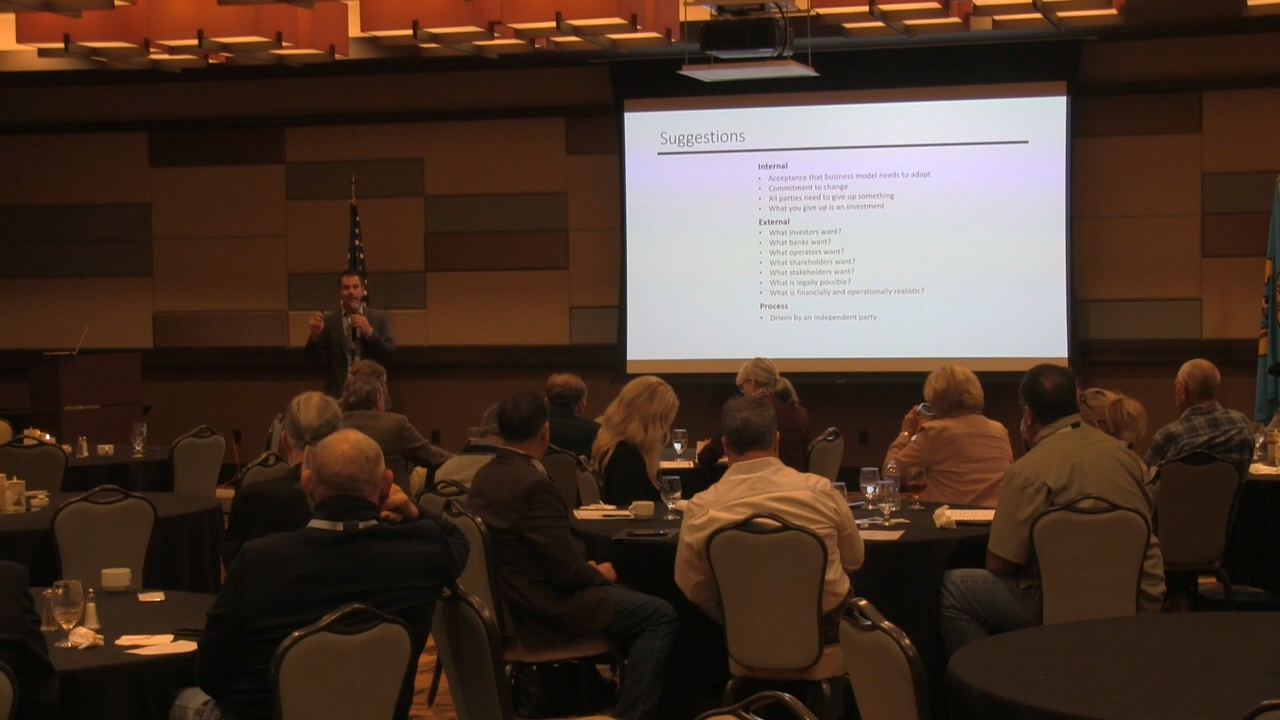 Suggestions
Internal
• Acceptance that business model needs to adapt
• Commitment to change
• All parties need to give up something
• What you give up is an investment
External
• What investors want?
• What banks want?
• What operators want?
• What shareholders want?
• What stakeholders want?
• What is legally possible?
• What is financially and operationally realistic?
Process
• Driven by an independent party